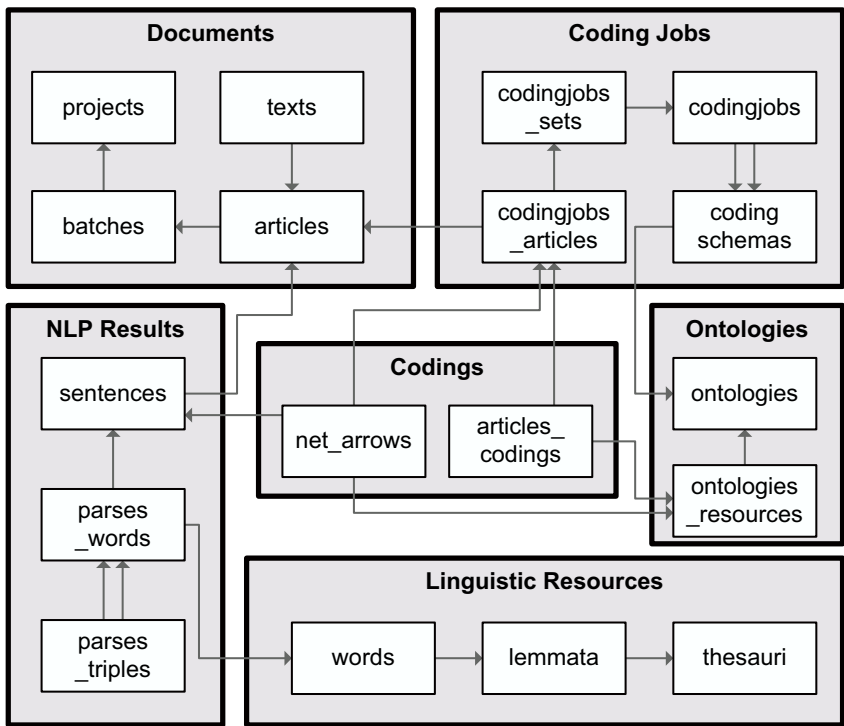 Documents
projects
texts
batches
articles
Coding Jobs
codingjobs
_sets
codingjobs
codingjobs
_articles
coding
schemas
NLP Results
sentences
parses
_words
parses
_triples
Codings
net_arrows
articles_
codings
Ontologies
ontologies
ontologies
_resources
Linguistic Resources
words
lemmata
thesauri